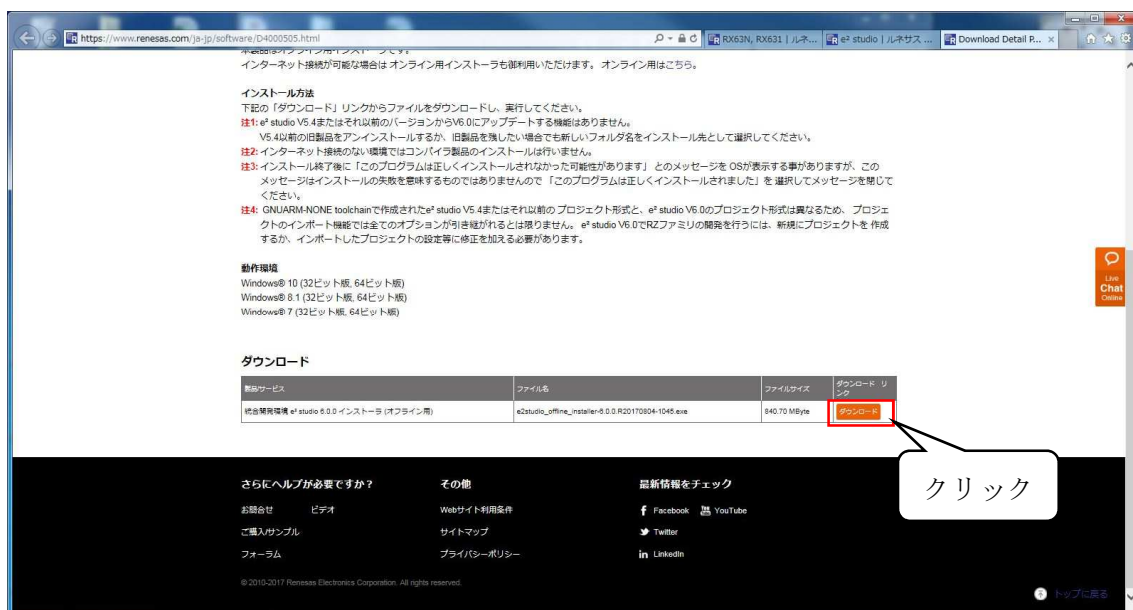 https://www.renesas.com/ja-jp/software/D4000505.html
RX63N, RX631 | ルネ...
e² studio | ルネサス ...
Download Detail P...
インターネット接続が可能な場合は オンライン用インストーラも御利用いただけます。 オンライン用はこちら。
インストール方法
下記の「ダウンロード」リンクからファイルをダウンロードし、実行してください。
注1: e² studio V5.4またはそれ以前のバージョンからV6.0にアップデートする機能はありません。
V5.4以前の旧製品をアンインストールするか、旧製品を残したい場合でも新しいフォルダ名をインストール先として選択してください。
注2: インターネット接続のない環境ではコンパイラ製品のインストールは行いません。
注3: インストール終了後に「このプログラムは正しくインストールされなかった可能性があります」 とのメッセージを OSが表示する事がありますが、この
メッセージはインストールの失敗を意味するものではありませんので 「このプログラムは正しくインストールされました」を 選択してメッセージを閉じて
ください。
注4: GNUARM-NONE toolchainで作成されたe² studio V5.4またはそれ以前の プロジェクト形式と、e² studio V6.0のプロジェクト形式は異なるため、 プロジェ
クトのインポート機能では全てのオプションが引き継がれるとは限りません。 e² studio V6.0でRZファミリの開発を行うには、新規にプロジェクトを 作成
するか、インポートしたプロジェクトの設定等に修正を加える必要があります。
動作環境
Windows® 10 (32ビット版, 64ビット版)
Windows® 8.1 (32ビット版, 64ビット版)
Windows® 7 (32ビット版, 64ビット版)
Live
Chat
Online
ダウンロード
製品/サービス ファイル名 ファイルサイズ ダウンロード リ
ンク
統合開発環境 e² studio 6.0.0 インストーラ (オフライン用) e2studio_offline_installer-6.0.0.R20170804-1045.exe 840.70 MByte ダウンロード
クリック
さらにヘルプが必要ですか? その他 最新情報をチェック
お問合せ ビデオ Webサイト利用条件 Facebook YouTube
ご購入/サンプル サイトマップ Twitter
フォーラム プライバシーポリシー LinkedIn
© 2010-2017 Renesas Electronics Corporation. All rights reserved.
トップに戻る